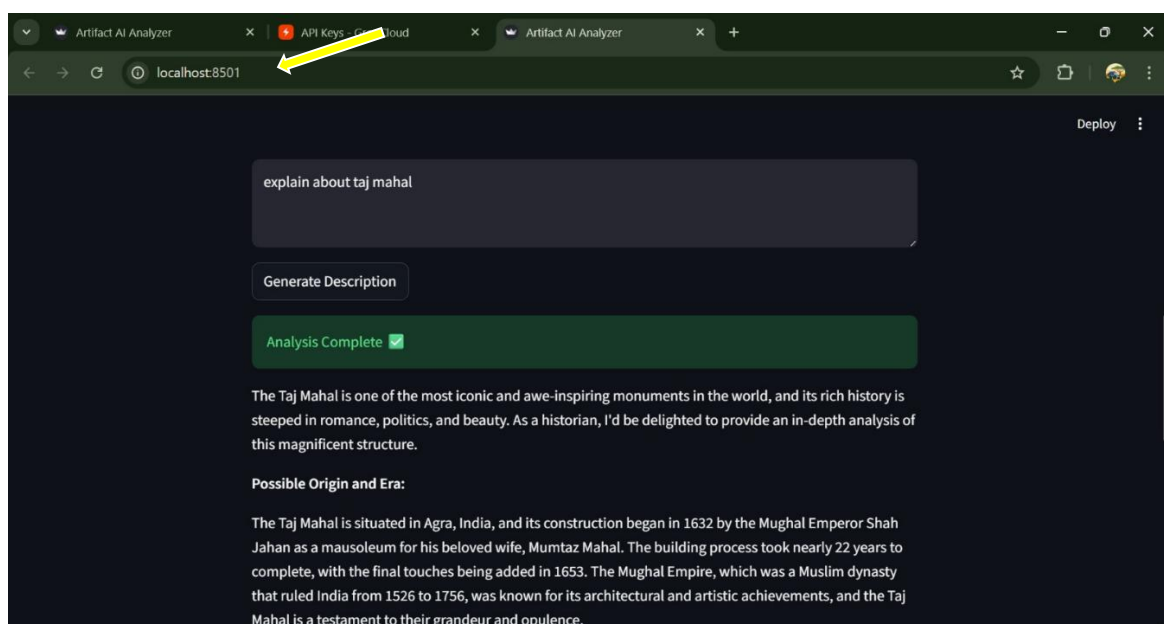 Artifact AI Analyzer
API Keys - Cloud
Artifact AI Analyzer
localhost:8501
Deploy
explain about taj mahal
Generate Description
Analysis Complete ✅
The Taj Mahal is one of the most iconic and awe-inspiring monuments in the world, and its rich history is
steeped in romance, politics, and beauty. As a historian, I'd be delighted to provide an in-depth analysis of
this magnificent structure.
Possible Origin and Era:
The Taj Mahal is situated in Agra, India, and its construction began in 1632 by the Mughal Emperor Shah
Jahan as a mausoleum for his beloved wife, Mumtaz Mahal. The building process took nearly 22 years to
complete, with the final touches being added in 1653. The Mughal Empire, which was a Muslim dynasty
that ruled India from 1526 to 1756, was known for its architectural and artistic achievements, and the Taj
Mahal is a testament to their grandeur and opulence.